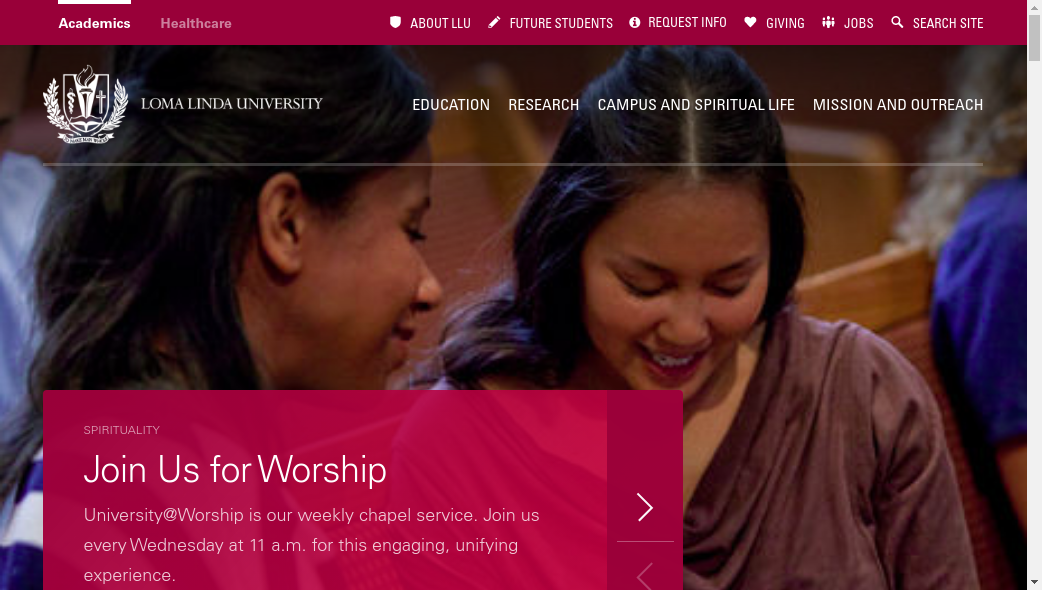 Academics
Healthcare
ABOUT LLU
FUTURE STUDENTS
REQUEST INFO
GIVING
JOBS
SEARCH SITE
LOMA LINDA UNIVERSITY
EDUCATION
RESEARCH
CAMPUS AND SPIRITUAL LIFE
MISSION AND OUTREACH
SPIRITUALITY
Join Us for Worship
University@Worship is our weekly chapel service. Join us
every Wednesday at 11 a.m. for this engaging, unifying
experience.